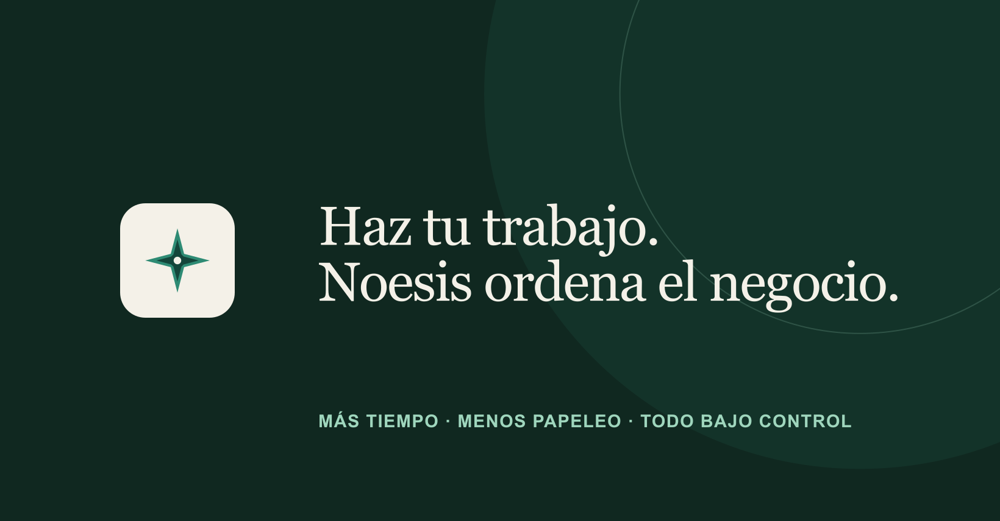 Haz tu trabajo.
Noesis ordena el negocio.
MÁS TIEMPO · MENOS PAPELEO · TODO BAJO CONTROL